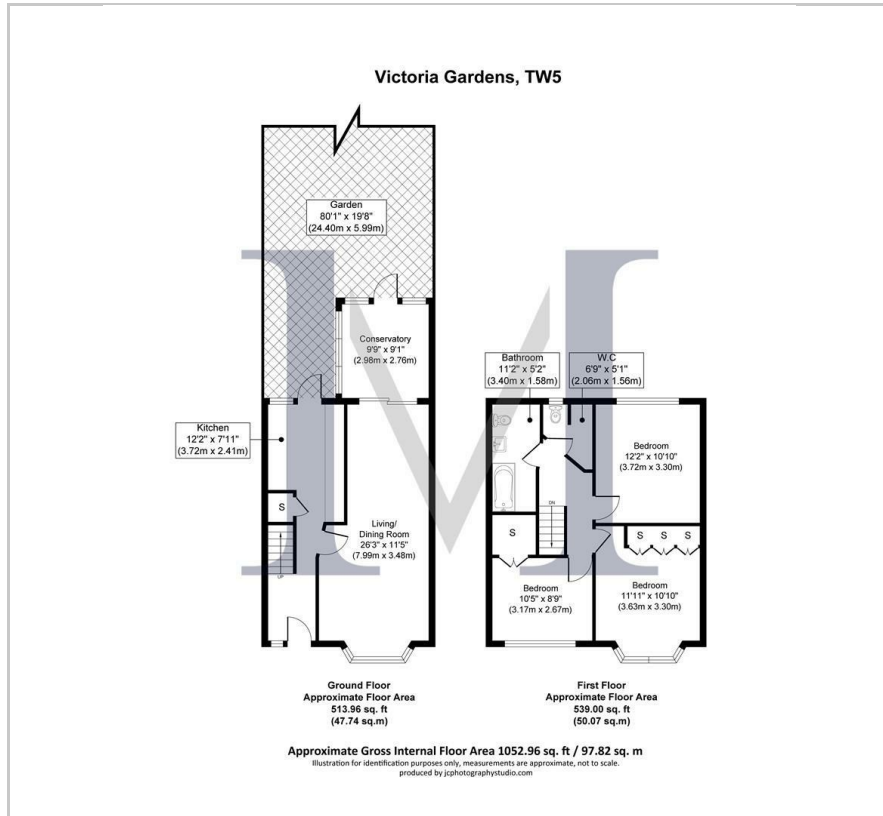 Victoria Gardens, TW5
Garden
80'1" x 19'8"
(24.40m x 5.99m)
Conservatory
9'9" x 9'1"
(2.98m x 2.76m)
Kitchen
12'2" x 7'11"
(3.72m x 2.41m)
S
UP
Living/
Dining Room
26'3" x 11'5"
(7.99m x 3.48m)
Ground Floor
Approximate Floor Area
513.96 sq. ft
(47.74 sq.m)
Bathroom
11'2" x 5'2"
(3.40m x 1.58m)
W.C
6'9" x 5'1"
(2.06m x 1.56m)
Bedroom
12'2" x 10'10"
(3.72m x 3.30m)
DN
S
S S S
Bedroom
10'5" x 8'9"
(3.17m x 2.67m)
Bedroom
11'11" x 10'10"
(3.63m x 3.30m)
First Floor
Approximate Floor Area
539.00 sq. ft
(50.07 sq.m)
Approximate Gross Internal Floor Area 1052.96 sq. ft / 97.82 sq. m
Illustration for identification purposes only, measurements are approximate, not to scale.
produced by jcphotographystudio.com
IMI